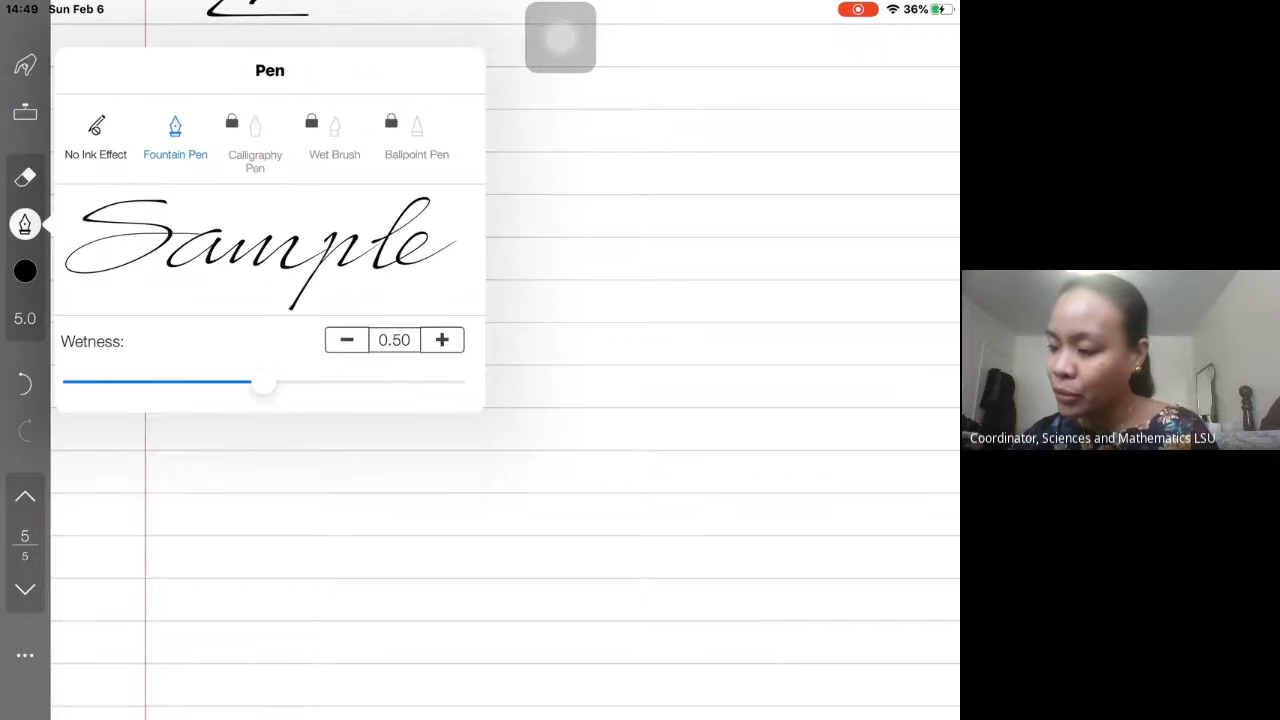 14:49 Sun Feb 6
36%
Pen
No Ink Effect
Fountain Pen
Calligraphy
Pen
Wet Brush
Ballpoint Pen
Sample
5.0
Wetness:
0.50
Coordinator, Sciences and Mathematics LSU
5
5